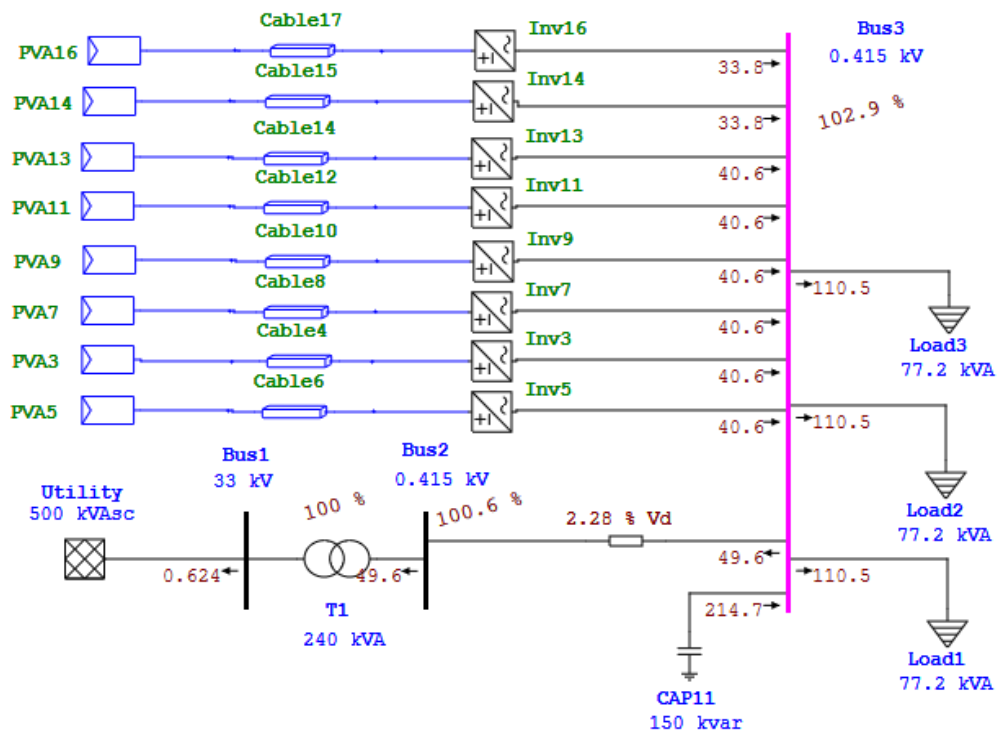 Cable17
PVA16
Inv16
33.8
Bus3
0.415 kV
Cable15
PVA14
Inv14
33.8
102.9 %
Cable14
PVA13
Inv13
40.6
Cable12
PVA11
Inv11
40.6
Cable10
PVA9
Inv9
40.6
110.5
Load3
77.2 kVA
Cable8
PVA7
Inv7
40.6
Cable4
PVA3
Inv3
40.6
Cable6
PVA5
Inv5
40.6
110.5
Load2
77.2 kVA
Bus1
33 kV
Bus2
0.415 kV
Utility
500 kVAsc
100 %
100.6 %
2.28 % Vd
0.624
49.6
49.6
110.5
T1
240 kVA
214.7
Load1
77.2 kVA
CAP11
150 kvar